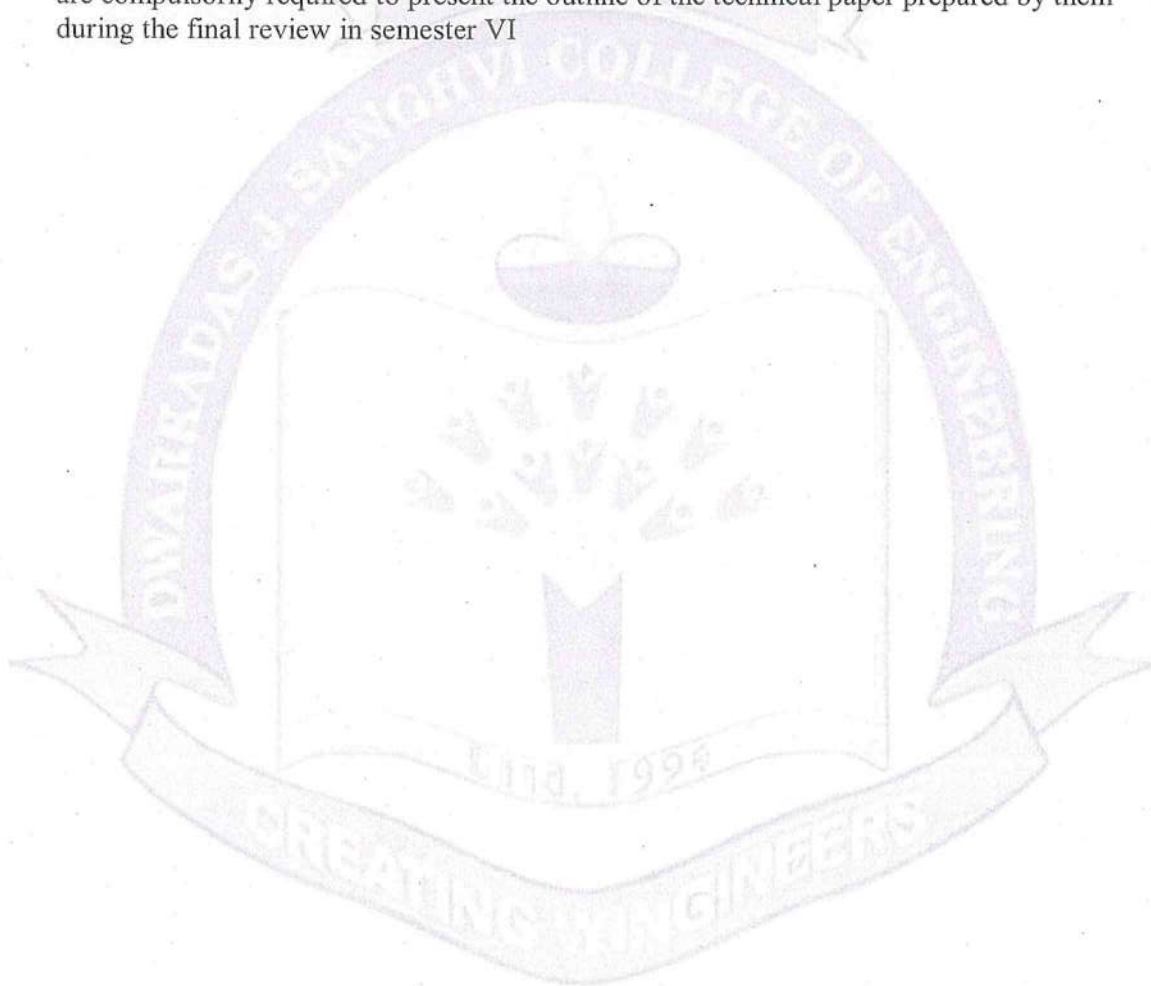 are compulsorily required to present the outline of the technical paper prepared by them
during the final review in semester VI
DWARKADAS J. SANGHVI COLLEGE OF ENGINEERING
1994
CREATING